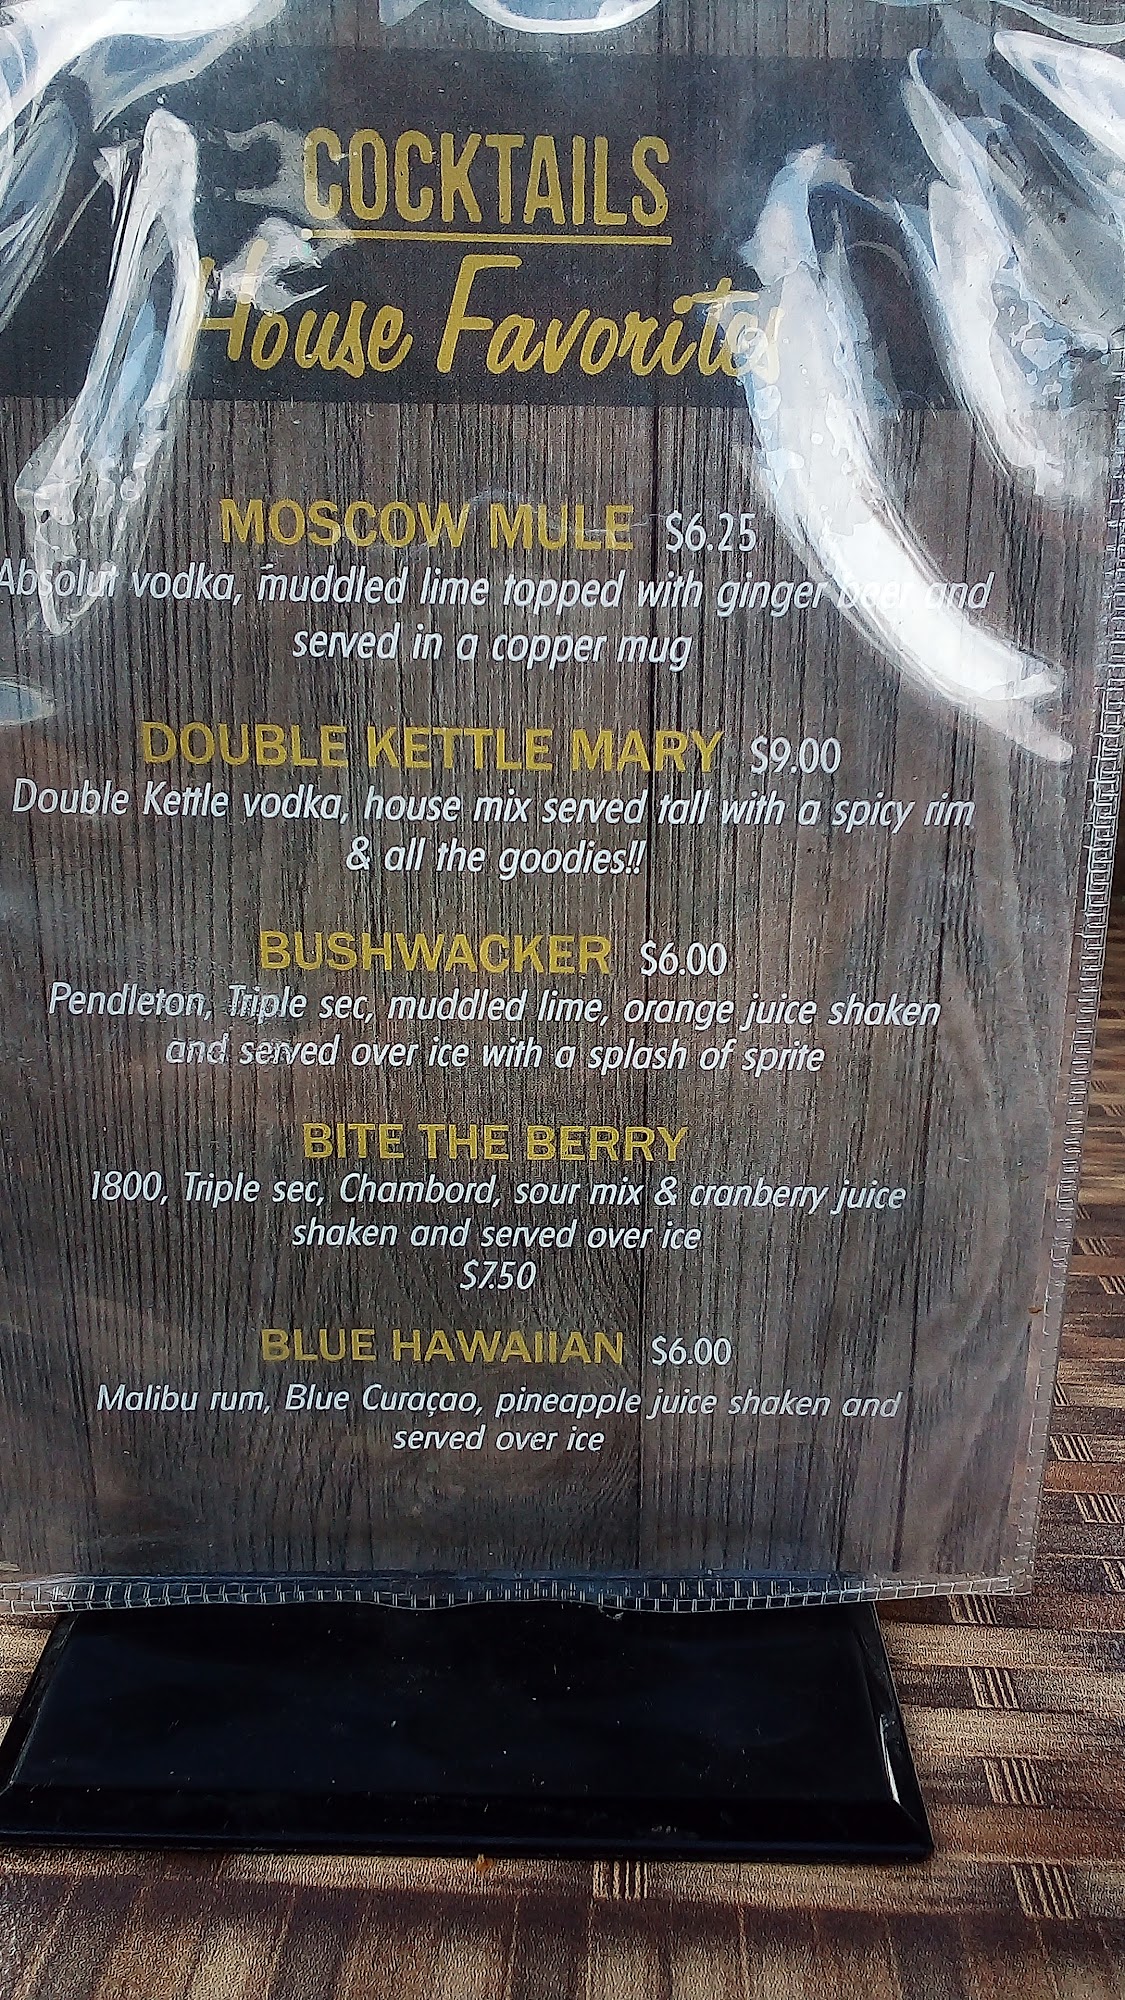 COCKTAILS
House Favorites
MOSCOW MULE $6.25
Absolut vodka, muddled lime topped with ginger beer and
served in a copper mug
DOUBLE KETTLE MARY $9.00
Double Kettle vodka, house mix served tall with a spicy rim
& all the goodies!!
BUSHWACKER $6.00
Pendleton, Triple sec, muddled lime, orange juice shaken
and served over ice with a splash of sprite
BITE THE BERRY
1800, Triple sec, Chambord, sour mix & cranberry juice
shaken and served over ice
$7.50
BLUE HAWAIIAN $6.00
Malibu rum, Blue Curaçao, pineapple juice shaken and
served over ice